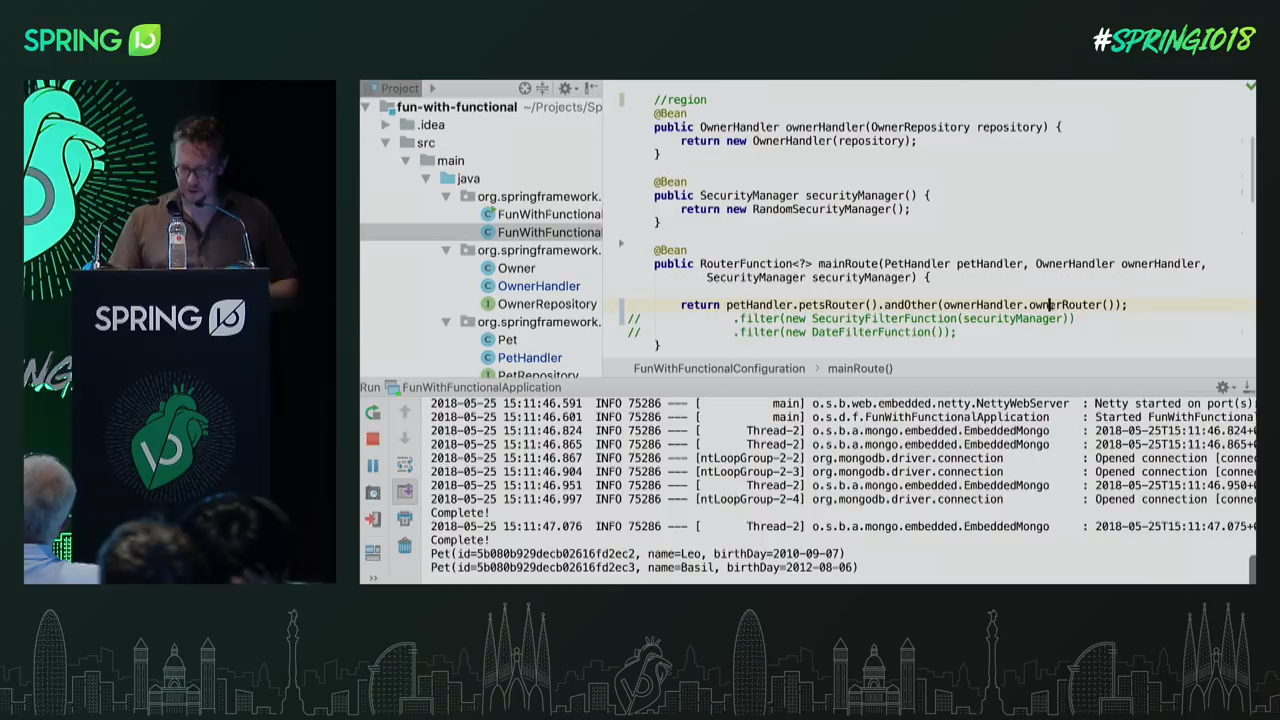 SPRING IO
#SPRINGIO18
SPRING IO
IO
Project
fun-with-functional ~/Projects/Sp
.idea
src
main
java
org.springframework.
FunWithFunctional
FunWithFunctional
org.springframework.
Owner
OwnerHandler
OwnerRepository
org.springframework.
Pet
PetHandler
PetRepository
//region
@Bean
public OwnerHandler ownerHandler(OwnerRepository repository) {
return new OwnerHandler(repository);
}
@Bean
public SecurityManager securityManager() {
return new RandomSecurityManager();
}
@Bean
public RouterFunction<?> mainRoute(PetHandler petHandler, OwnerHandler ownerHandler,
SecurityManager securityManager) {
return petHandler.petsRouter().andOther(ownerHandler.ownerRouter());
// .filter(new SecurityFilterFunction(securityManager))
// .filter(new DateFilterFunction());
}
FunWithFunctionalConfiguration › mainRoute()
Run FunWithFunctionalApplication
2018-05-25 15:11:46.591 INFO 75286 --- [ main] o.s.b.web.embedded.netty.NettyWebServer : Netty started on port(s)
2018-05-25 15:11:46.601 INFO 75286 --- [ main] o.s.d.f.FunWithFunctionalApplication : Started FunWithFunctional
2018-05-25 15:11:46.824 INFO 75286 --- [ Thread-2] o.s.b.a.mongo.embedded.EmbeddedMongo : 2018-05-25T15:11:46.824+
2018-05-25 15:11:46.865 INFO 75286 --- [ Thread-2] o.s.b.a.mongo.embedded.EmbeddedMongo : 2018-05-25T15:11:46.865+
2018-05-25 15:11:46.867 INFO 75286 --- [ntLoopGroup-2-2] org.mongodb.driver.connection : Opened connection [connec
2018-05-25 15:11:46.904 INFO 75286 --- [ntLoopGroup-2-3] org.mongodb.driver.connection : Opened connection [connec
2018-05-25 15:11:46.951 INFO 75286 --- [ Thread-2] o.s.b.a.mongo.embedded.EmbeddedMongo : 2018-05-25T15:11:46.950+
2018-05-25 15:11:46.997 INFO 75286 --- [ntLoopGroup-2-4] org.mongodb.driver.connection : Opened connection [connec
Complete!
2018-05-25 15:11:47.076 INFO 75286 --- [ Thread-2] o.s.b.a.mongo.embedded.EmbeddedMongo : 2018-05-25T15:11:47.075+
Complete!
Pet(id=5b080b929decb02616fd2ec2, name=Leo, birthDay=2010-09-07)
Pet(id=5b080b929decb02616fd2ec3, name=Basil, birthDay=2012-08-06)